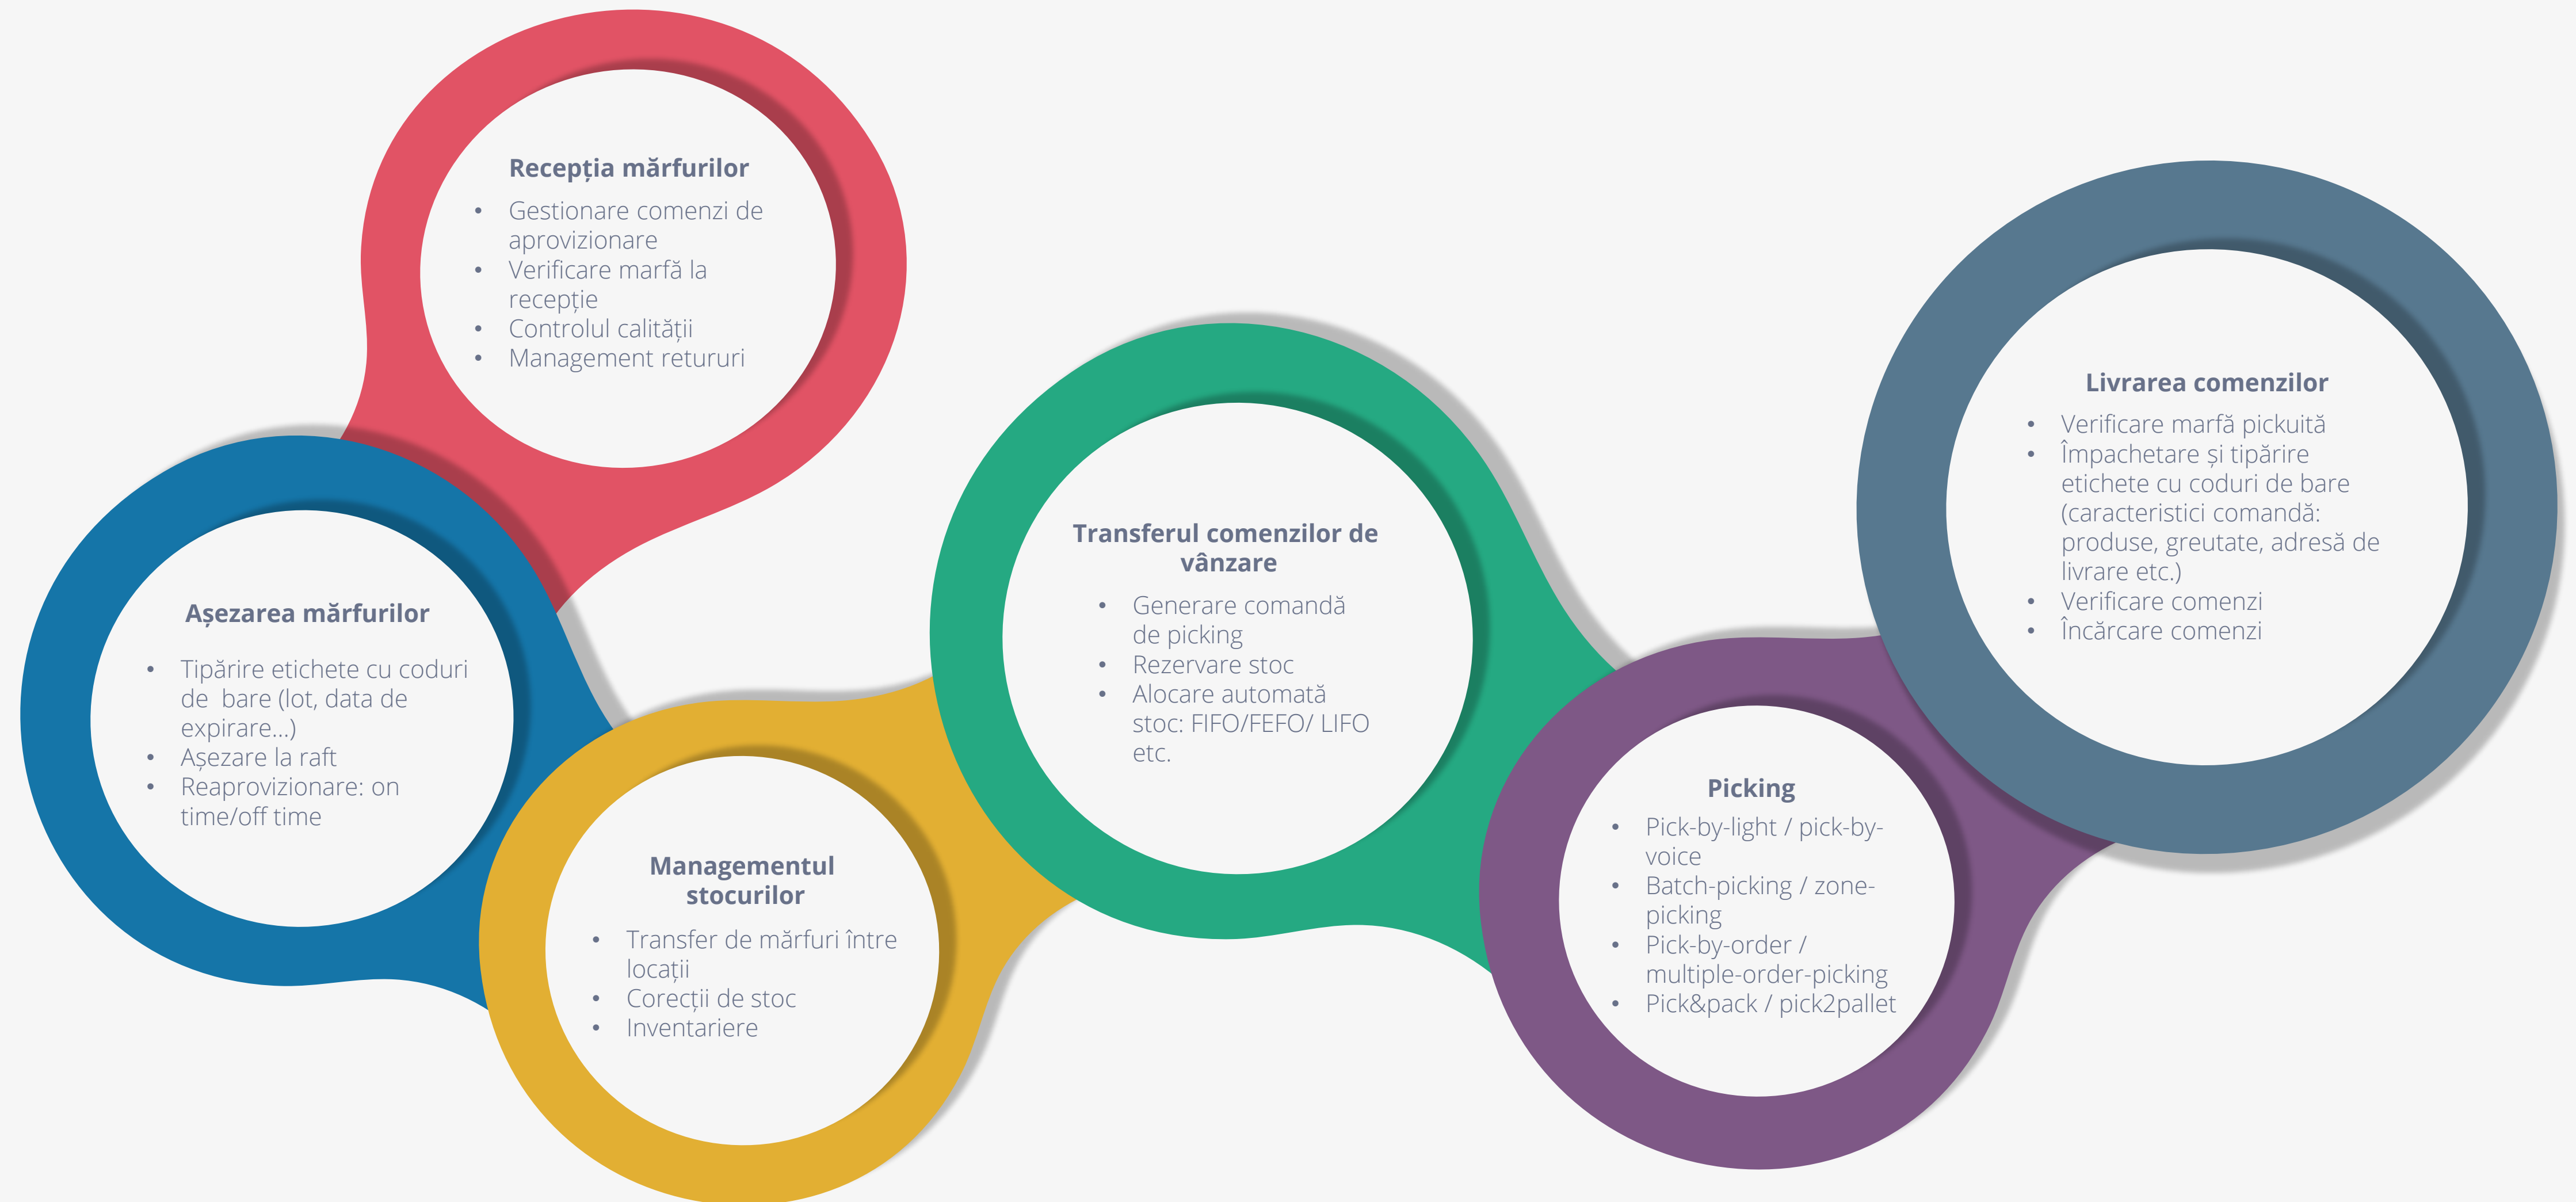 Recepția mărfurilor
• Gestionare comenzi de
aprovizionare
• Verificare marfă la
recepție
• Controlul calității
• Management retururi
Așezarea mărfurilor
• Tipărire etichete cu coduri
de  bare (lot, data de
expirare...)
• Așezare la raft
• Reaprovizionare: on
time/off time
Managementul
stocurilor
• Transfer de mărfuri între
locații
• Corecții de stoc
• Inventariere
Transferul comenzilor de
vânzare
• Generare comandă
de picking
• Rezervare stoc
• Alocare automată
stoc: FIFO/FEFO/ LIFO
etc.
Picking
• Pick-by-light / pick-by-
voice
• Batch-picking / zone-
picking
• Pick-by-order /
multiple-order-picking
• Pick&pack / pick2pallet
Livrarea comenzilor
• Verificare marfă pickuită
• Împachetare și tipărire
etichete cu coduri de bare
(caracteristici comandă:
produse, greutate, adresă de
livrare etc.)
• Verificare comenzi
• Încărcare comenzi